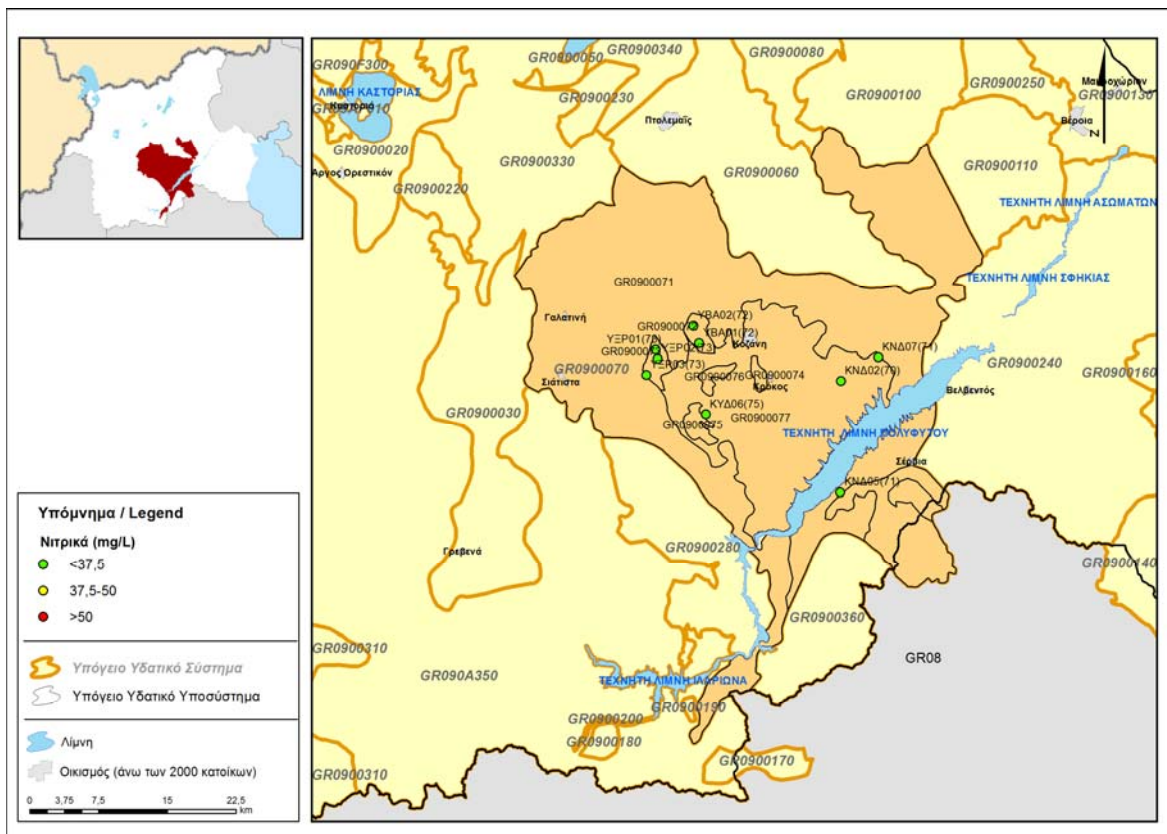 GR0900340
GR0900050
GR0900080
GR090F300
ΛΙΜΝΗ ΚΑΣΤΟΡΙΑΣ
Καστοριά
GR0900230
GR0900250
Μακροχώριον
GR0900130
GR0900100
Πτολεμαΐς
Βέροια
N
GR0900020
GR0900330
Άργος Ορεστικόν
GR0900060
GR0900110
GR0900220
ΤΕΧΝΗΤΗ ΛΙΜΝΗ ΑΣΩΜΑΤΩΝ
ΤΕΧΝΗΤΗ ΛΙΜΝΗ ΣΦΗΚΙΑΣ
GR0900071
Γαλατινή
ΥΒΑ02(72)
ΥΒΑ01(72)
Κοζάνη
ΚΝΔ07(71)
GR0900240
GR0900070
Σιάτιστα
GR0900076
GR0900074
Κρόκος
ΚΝΔ02(70)
Βελβεντός
GR0900160
GR0900030
ΚΥΔ06(75)
GR0900077
ΤΕΧΝΗΤΗ ΛΙΜΝΗ ΠΟΛΥΦΥΤΟΥ
Σέρβια
ΚΝΔ05(71)
Γρεβενά
GR0900280
GR0900140
GR0900360
GR0900310
GR090A350
GR08
ΤΕΧΝΗΤΗ ΛΙΜΝΗ ΙΛΑΡΙΩΝΑ
GR0900190
GR0900200
GR0900180
GR0900170
GR0900310
Υπόμνημα / Legend
Νιτρικά (mg/L)
<37,5
37,5-50
>50
Υπόγειο Υδατικό Σύστημα
Υπόγειο Υδατικό Υποσύστημα
Λίμνη
Οικισμός (άνω των 2000 κατοίκων)
0 3,75 7,5 15 22,5
km